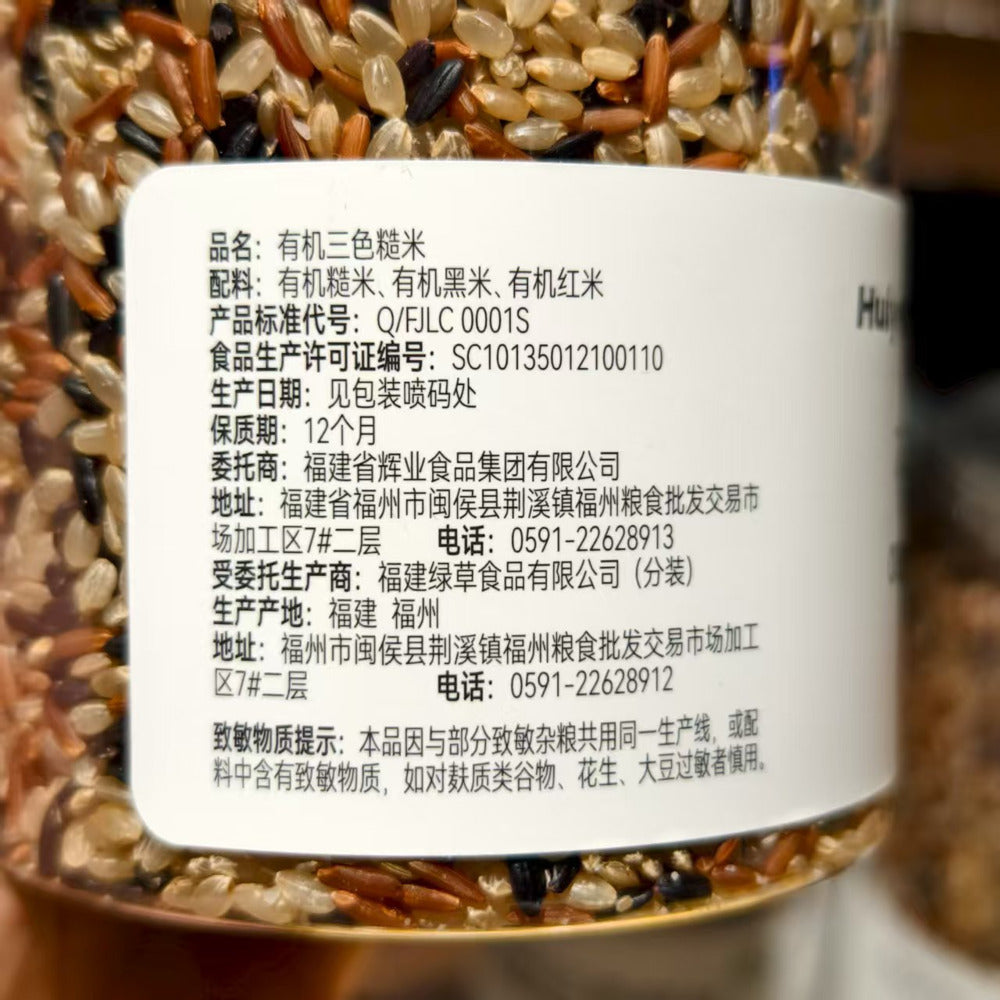 品名：有机三色糙米
配料：有机糙米、有机黑米、有机红米
产品标准代号：Q/FJLC 0001S
食品生产许可证编号：SC10135012100110
生产日期：见包装喷码处
保质期：12个月
委托商：福建省辉业食品集团有限公司
地址：福建省福州市闽侯县荆溪镇福州粮食批发交易市
场加工区7#二层 电话：0591-22628913
受委托生产商：福建绿草食品有限公司（分装）
生产产地：福建 福州
地址：福州市闽侯县荆溪镇福州粮食批发交易市场加工
区7#二层 电话：0591-22628912
致敏物质提示：本品因与部分致敏杂粮共用同一生产线，或配
料中含有致敏物质，如对麸质类谷物、花生、大豆过敏者慎用。